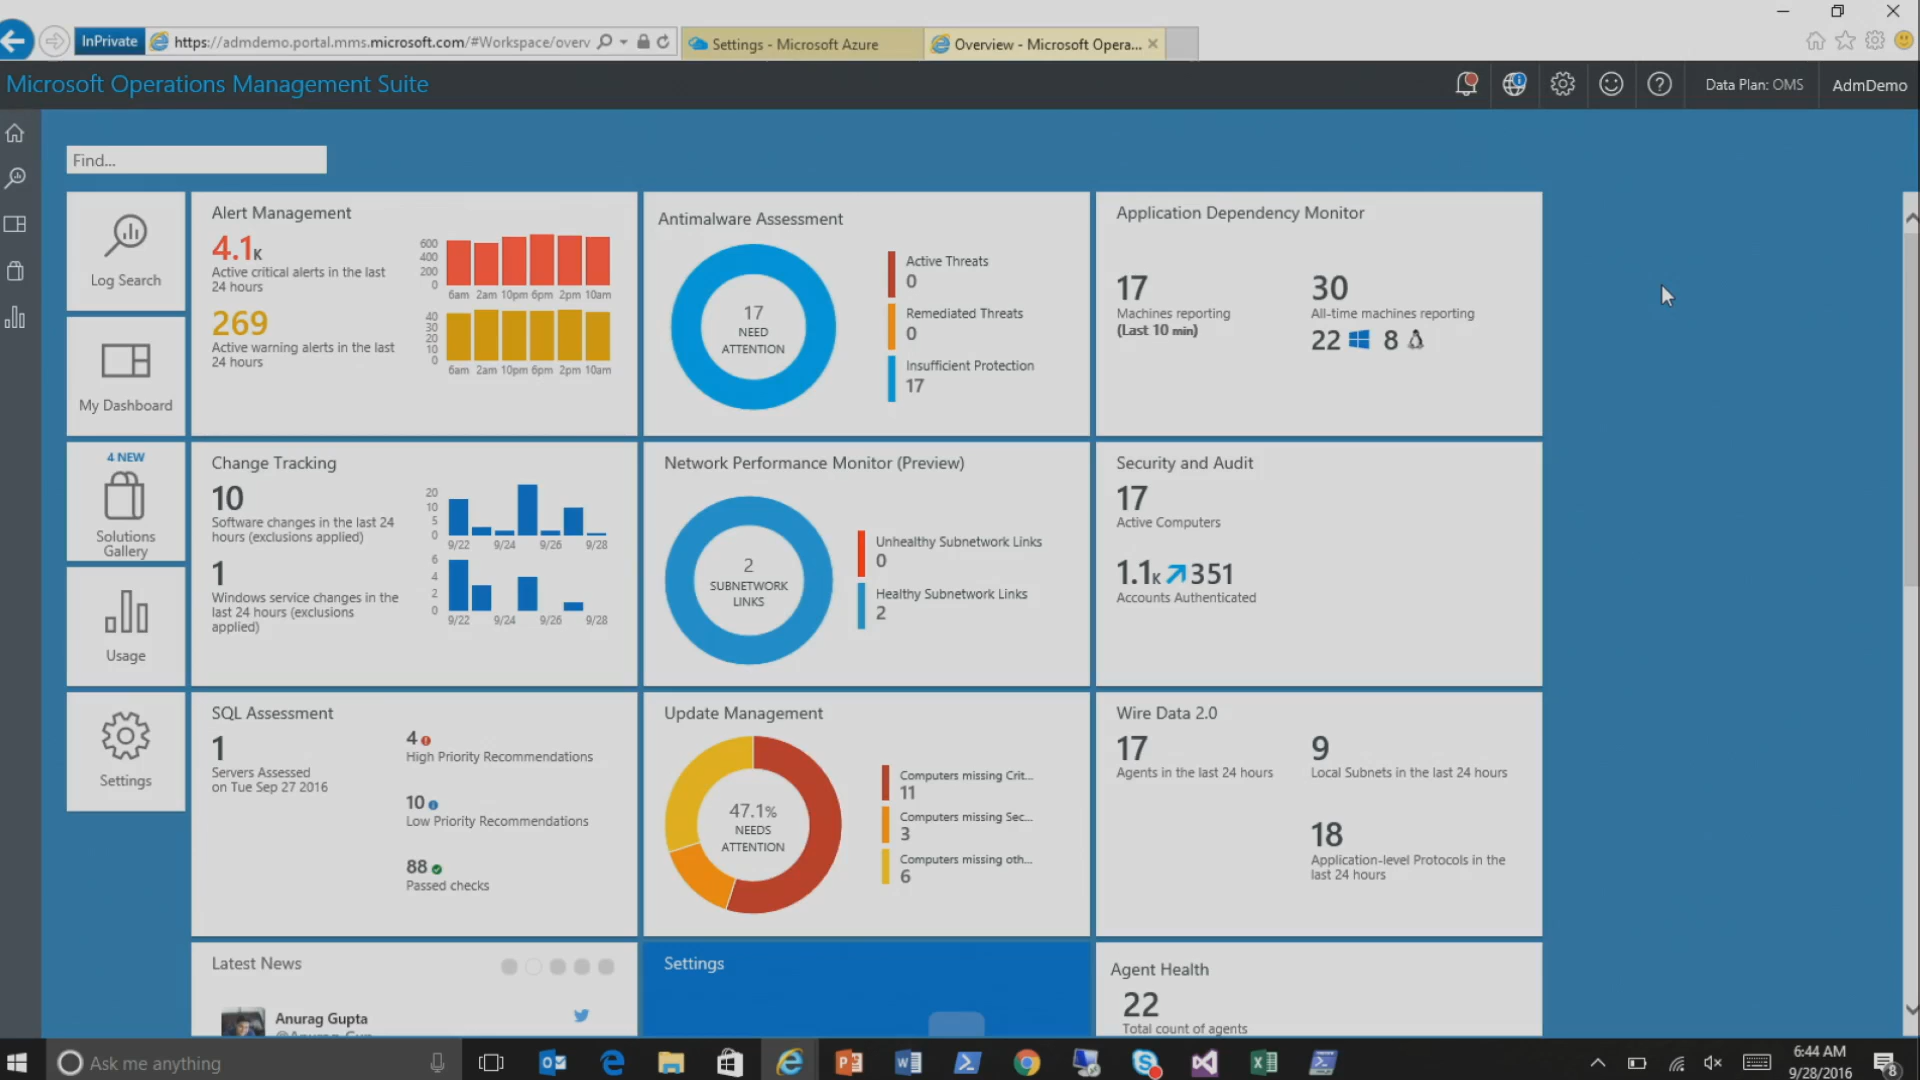 InPrivate
https://admdemo.portal.mms.microsoft.com/#Workspace/overv
Settings - Microsoft Azure
Overview - Microsoft Opera...
Microsoft Operations Management Suite
Data Plan: OMS
AdmDemo
Find...
Log Search
My Dashboard
4 NEW
Solutions
Gallery
Usage
Settings
Alert Management
4.1K
Active critical alerts in the last
24 hours
600
400
200
0
6am 2am 10pm 6pm 2pm 10am
269
Active warning alerts in the last
24 hours
40
30
20
10
0
6am 2am 10pm 6pm 2pm 10am
Antimalware Assessment
17
NEED
ATTENTION
Active Threats
0
Remediated Threats
0
Insufficient Protection
17
Application Dependency Monitor
17
Machines reporting
(Last 10 min)
30
All-time machines reporting
22 8
Change Tracking
10
Software changes in the last 24
hours (exclusions applied)
20
10
5
0
9/22 9/24 9/26 9/28
1
Windows service changes in the
last 24 hours (exclusions
applied)
6
4
2
0
9/22 9/24 9/26 9/28
Network Performance Monitor (Preview)
2
SUBNETWORK
LINKS
Unhealthy Subnetwork Links
0
Healthy Subnetwork Links
2
Security and Audit
17
Active Computers
1.1K 351
Accounts Authenticated
SQL Assessment
1
Servers Assessed
on Tue Sep 27 2016
4
High Priority Recommendations
10
Low Priority Recommendations
88
Passed checks
Update Management
47.1%
NEEDS
ATTENTION
Computers missing Crit...
11
Computers missing Sec...
3
Computers missing oth...
6
Wire Data 2.0
17
Agents in the last 24 hours
9
Local Subnets in the last 24 hours
18
Application-level Protocols in the
last 24 hours
Latest News
Anurag Gupta
Settings
Agent Health
22
Total count of agents
Ask me anything
6:44 AM
9/28/2016
8